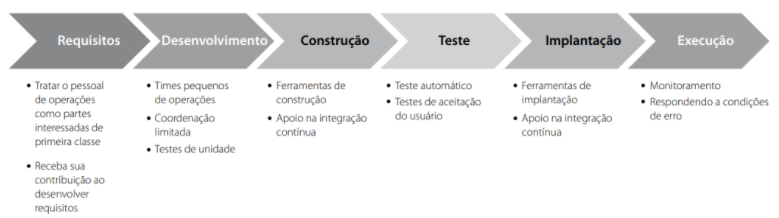 Requisitos
Desenvolvimento
Construção
Teste
Implantação
Execução
• Tratar o pessoal
de operações
como partes
interessadas de
primeira classe
• Receba sua
contribuição ao
desenvolver
requisitos
• Times pequenos
de operações
• Coordenação
limitada
• Testes de unidade
• Ferramentas de
construção
• Apoio na integração
contínua
• Teste automático
• Testes de aceitação
do usuário
• Ferramentas de
implantação
• Apoio na integração
contínua
• Monitoramento
• Respondendo a condições
de erro